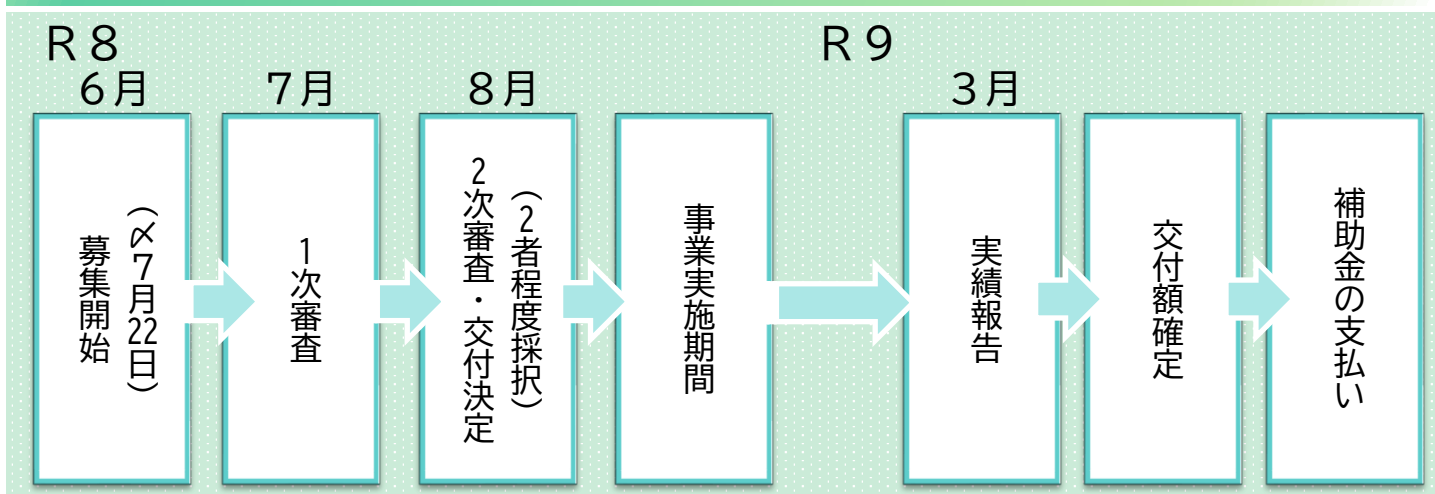 Ｒ８
６月
７月
８月
Ｒ９
３月
募集開始
（〆７月22日）
１次審査
２次審査・交付決定
（２者程度採択）
事業実施期間
実績報告
交付額確定
補助金の支払い